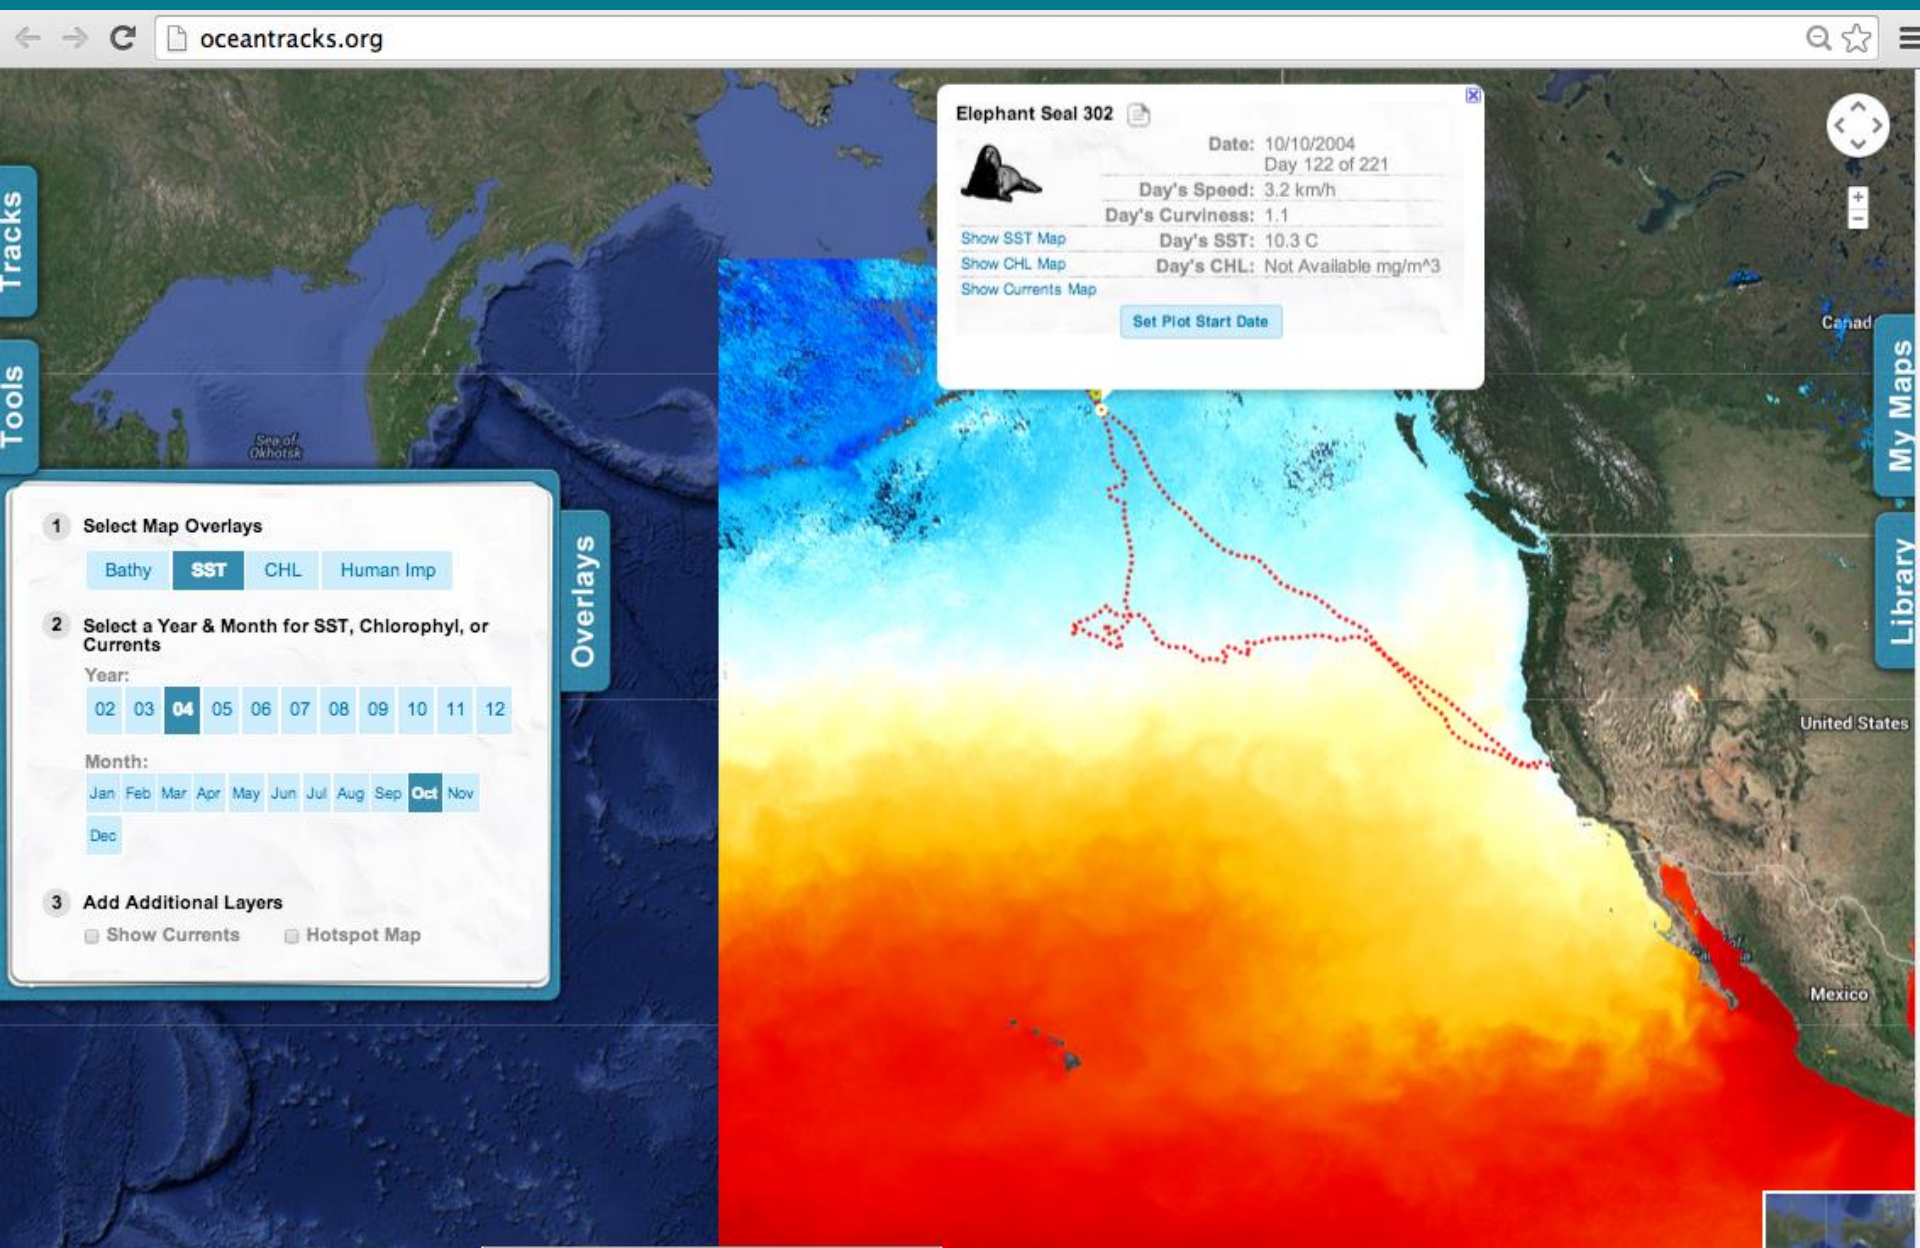 oceantracks.org
Tracks
Tools
Sea of
Okhotsk
Elephant Seal 302
Date: 10/10/2004
Day 122 of 221
Day's Speed: 3.2 km/h
Day's Curviness: 1.1
Show SST Map
Day's SST: 10.3 C
Show CHL Map
Day's CHL: Not Available mg/m^3
Show Currents Map
Set Plot Start Date
Canad
My Maps
Library
United States
Mexico
Overlays
1 Select Map Overlays
Bathy SST CHL Human Imp
2 Select a Year & Month for SST, Chlorophyl, or
Currents
Year:
02 03 04 05 06 07 08 09 10 11 12
Month:
Jan Feb Mar Apr May Jun Jul Aug Sep Oct Nov
Dec
3 Add Additional Layers
Show Currents Hotspot Map